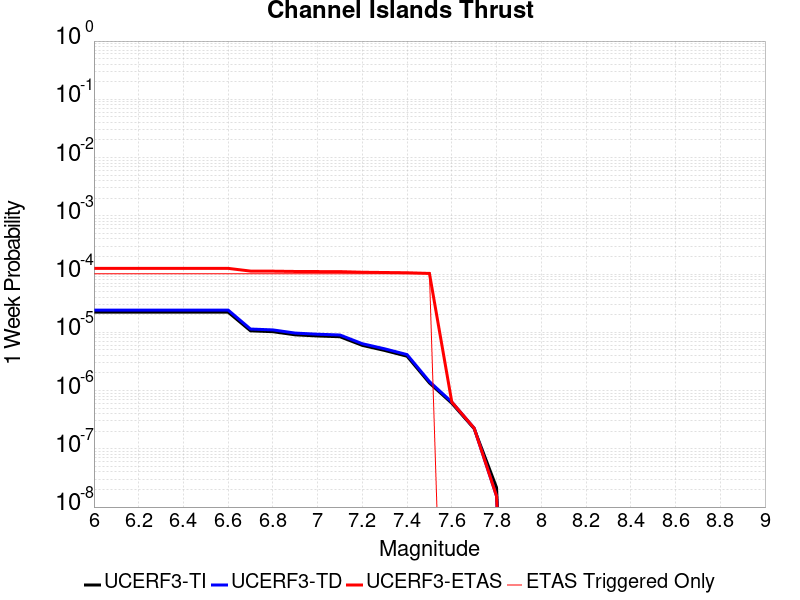 Channel Islands Thrust
10^0
10^-1
10^-2
10^-3
10^-4
10^-5
10^-6
10^-7
10^-8
1 Week Probability
6 6.2 6.4 6.6 6.8 7 7.2 7.4 7.6 7.8 8 8.2 8.4 8.6 8.8 9
Magnitude
UCERF3-TI UCERF3-TD UCERF3-ETAS ETAS Triggered Only